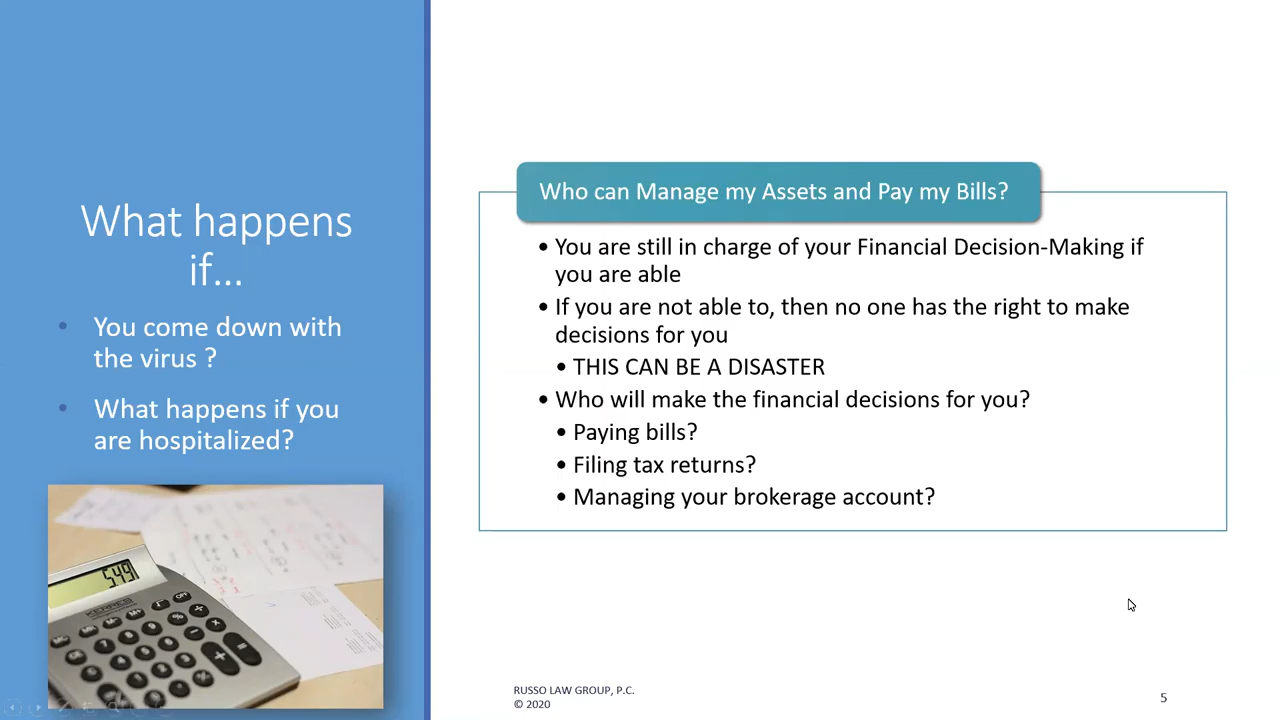 What happens
if...
• You come down with
the virus ?
• What happens if you
are hospitalized?
549
Who can Manage my Assets and Pay my Bills?
• You are still in charge of your Financial Decision-Making if
you are able
• If you are not able to, then no one has the right to make
decisions for you
• THIS CAN BE A DISASTER
• Who will make the financial decisions for you?
• Paying bills?
• Filing tax returns?
• Managing your brokerage account?
RUSSO LAW GROUP, P.C.
© 2020
5